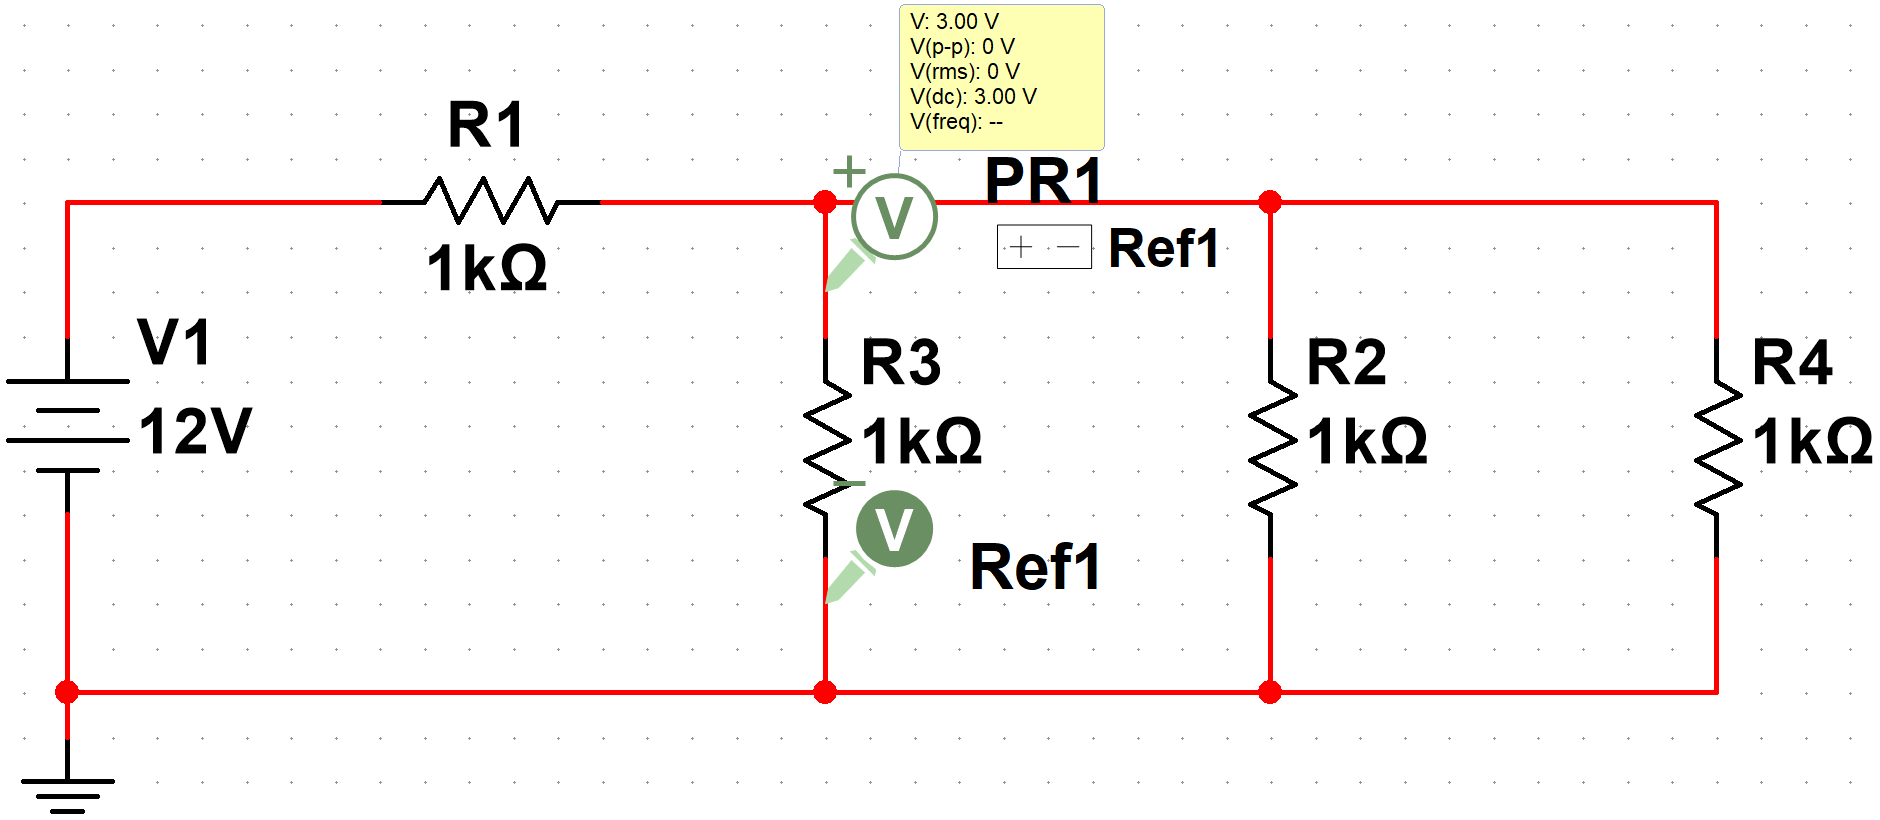 V: 3.00 V
V(p-p): 0 V
V(rms): 0 V
V(dc): 3.00 V
V(freq): --
R1
1kΩ
+
V
PR1
+ −
Ref1
V1
12V
R3
1kΩ
R2
1kΩ
R4
1kΩ
−
V
Ref1